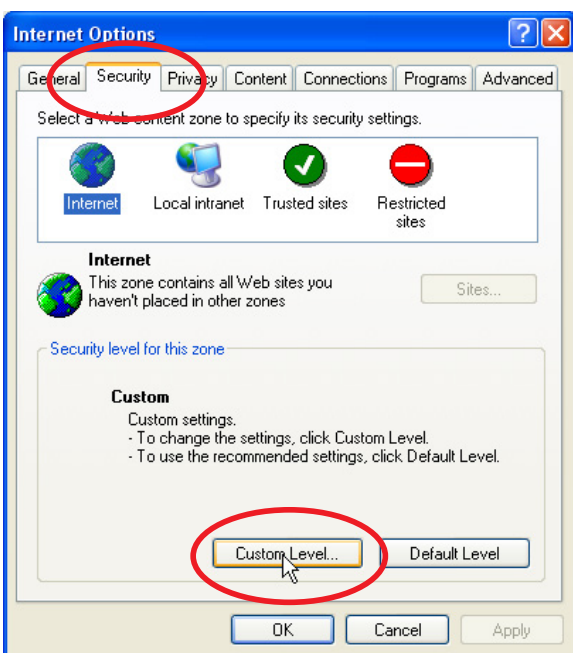 Internet Options
General Security Privacy Content Connections Programs Advanced
Select a Web content zone to specify its security settings.
Internet Local intranet Trusted sites Restricted
sites
Internet
This zone contains all Web sites you
haven't placed in other zones
Sites...
Security level for this zone
Custom
Custom settings.
- To change the settings, click Custom Level.
- To use the recommended settings, click Default Level.
Custom Level... Default Level
OK Cancel Apply